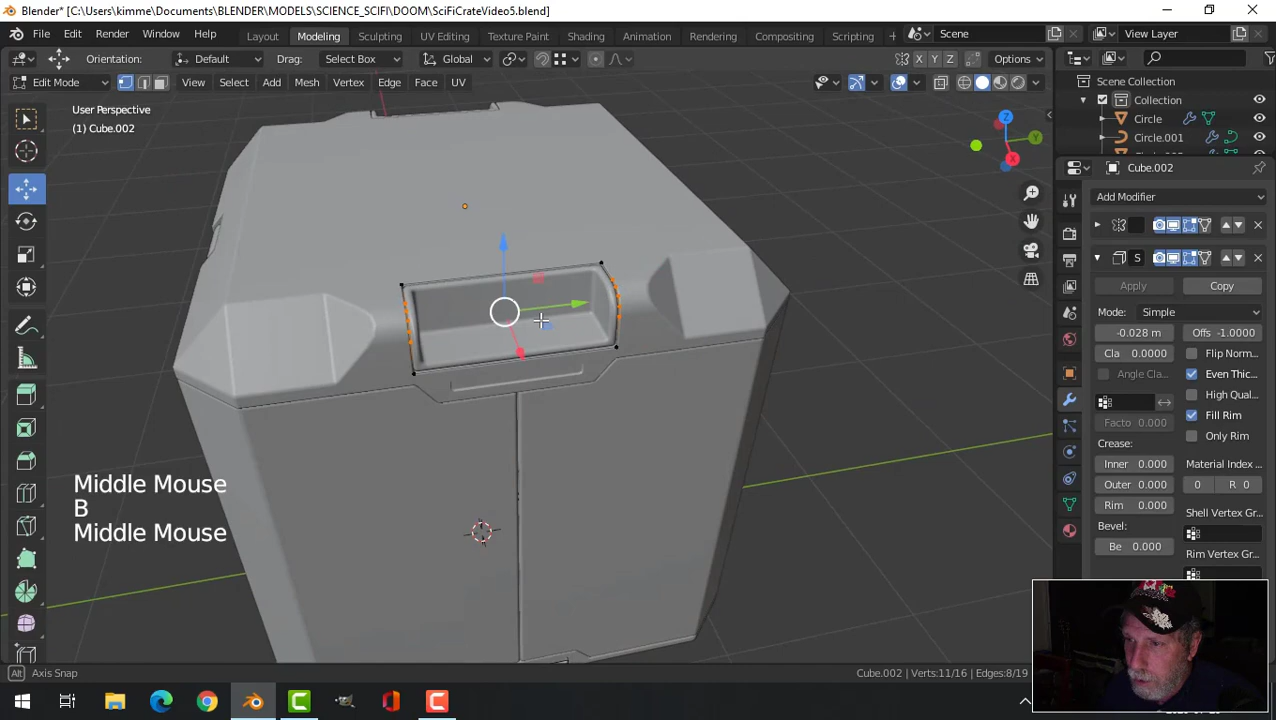 Blender* [C:\Users\kimme\Documents\BLENDER\MODELS\SCIENCE_SCIFI\DOOM\SciFiCrateVideo5.blend]
File Edit Render Window Help Layout Modeling Sculpting UV Editing Texture Paint Shading Animation Rendering Compositing Scripting + Scene View Layer
Orientation: Default Drag: Select Box Global X Y Z Options
Edit Mode View Select Add Mesh Vertex Edge Face UV
User Perspective
(1) Cube.002
Z
Y
X
Scene Collection
Collection
Circle
Circle.001
Cube.002
Add Modifier
S
Apply Copy
Mode: Simple
-0.028 m Offs -1.0000
Cla 0.0000 Flip Norm..
Angle Cla.. Even Thic..
High Qual..
Facto 0.000 Fill Rim
Crease: Only Rim
Inner 0.000 Material Index ..
Outer 0.000 0 R 0
Rim 0.000 Shell Vertex Gr..
Bevel:
Be 0.000 Rim Vertex Gr..
Middle Mouse
B
Middle Mouse
Alt Axis Snap Cube.002 | Verts:11/16 | Edges:8/19